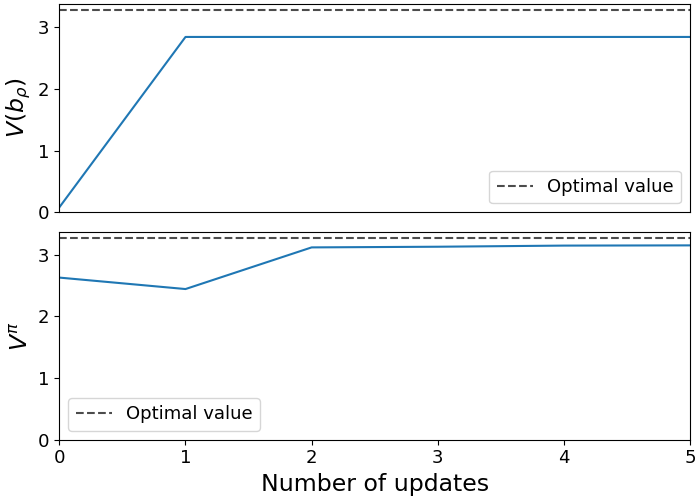 3
2
1
0
V(b_ρ)
Optimal value
3
2
1
0
V^π
Optimal value
0 1 2 3 4 5
Number of updates